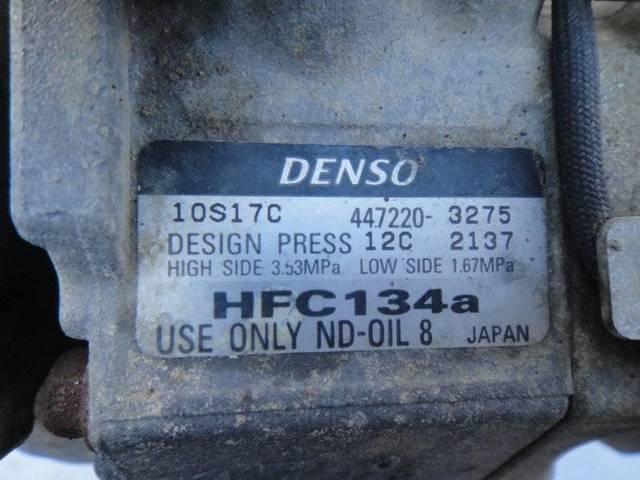 DENSO
10S17C 447220- 3275
DESIGN PRESS 12C 2137
HIGH SIDE 3.53MPa LOW SIDE 1.67MPa
HFC134a
USE ONLY ND-OIL 8 JAPAN